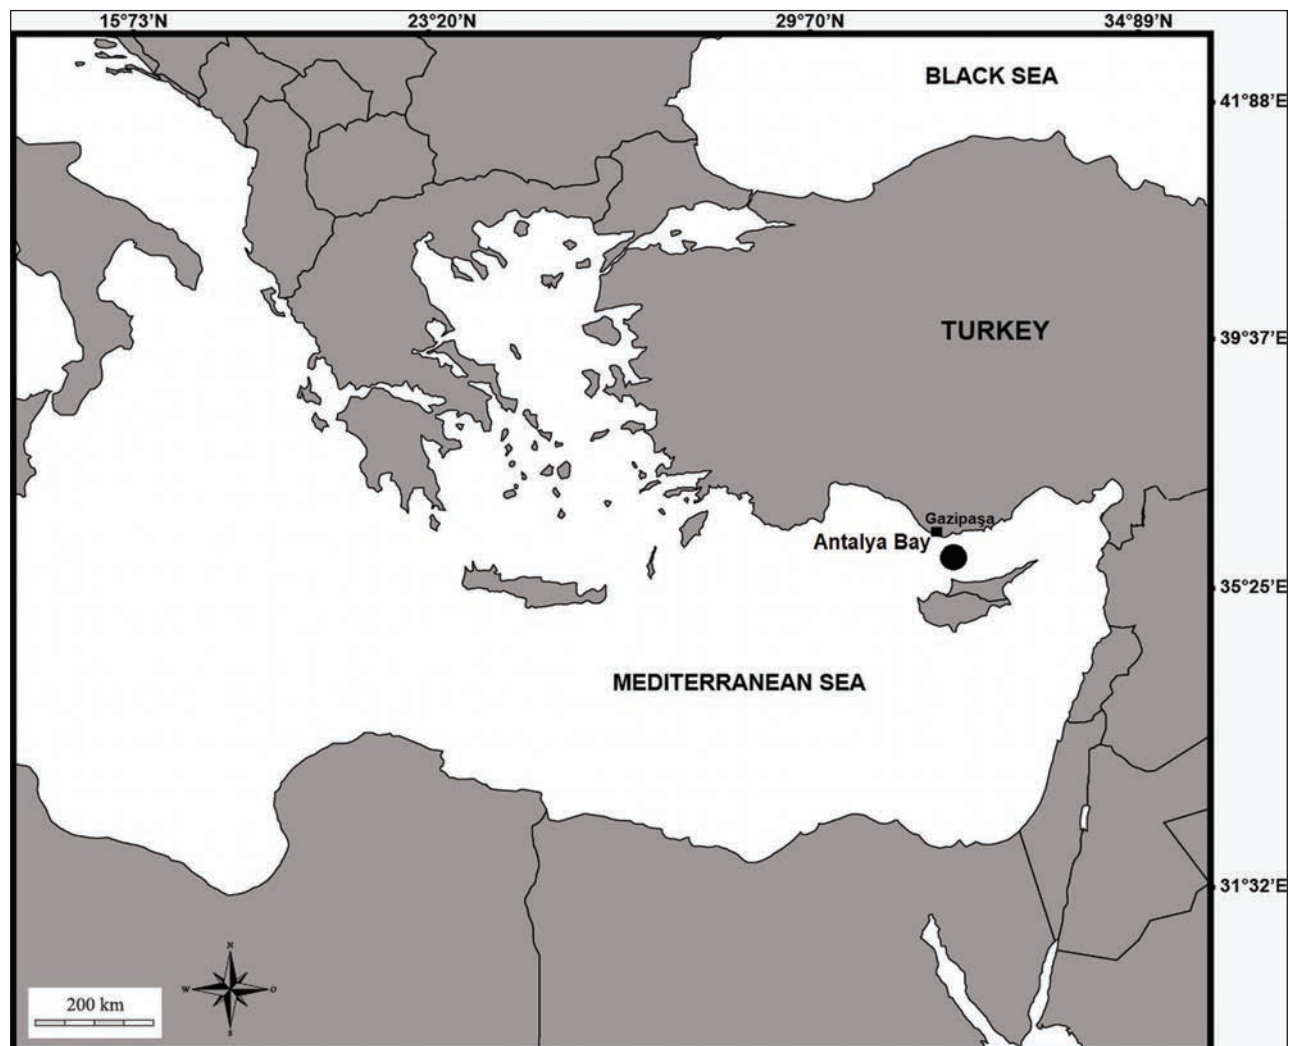 15°73’N 23°20’N 29°70’N 34°89’N
BLACK SEA
41°88’E
TURKEY
39°37’E
Gazipaşa
Antalya Bay
35°25’E
MEDITERRANEAN SEA
31°32’E
N
W O
S
200 km